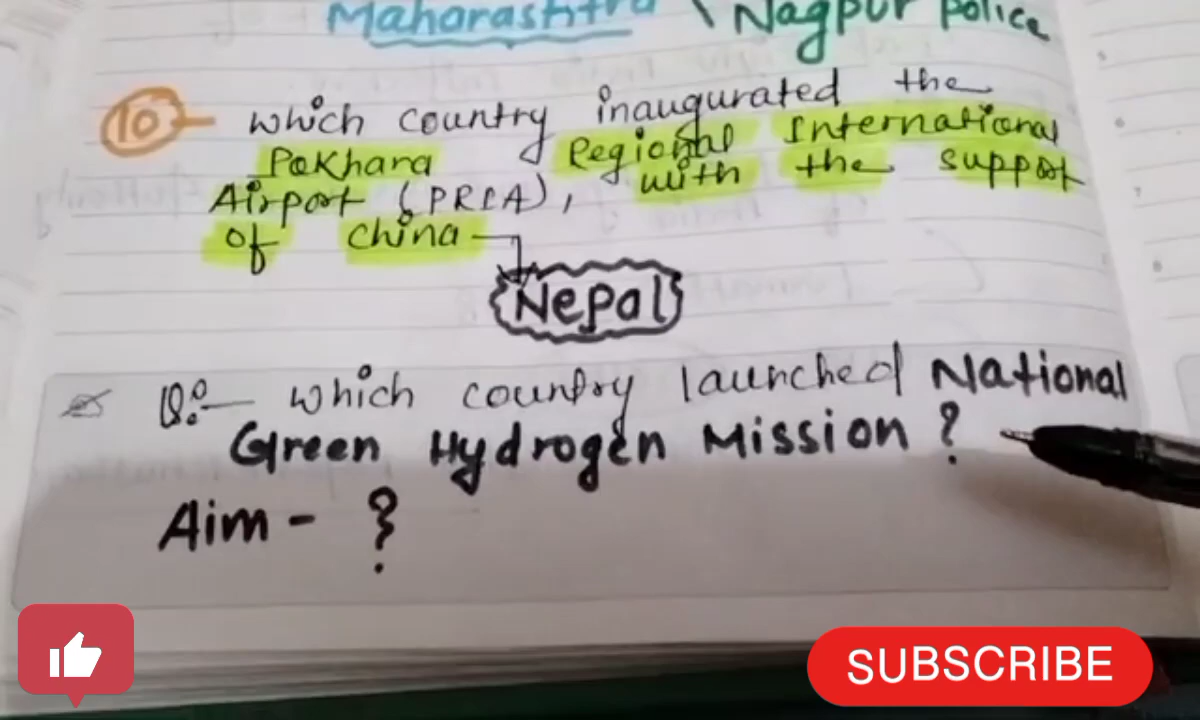 Maharashtra \ Nagpur police
10 - which country inaugurated the
Pokhara Regional International
Airport (PRIA), with the support
of china
Nepal
Q:- which country launched National
Green Hydrogen Mission ?
Aim - ?
SUBSCRIBE